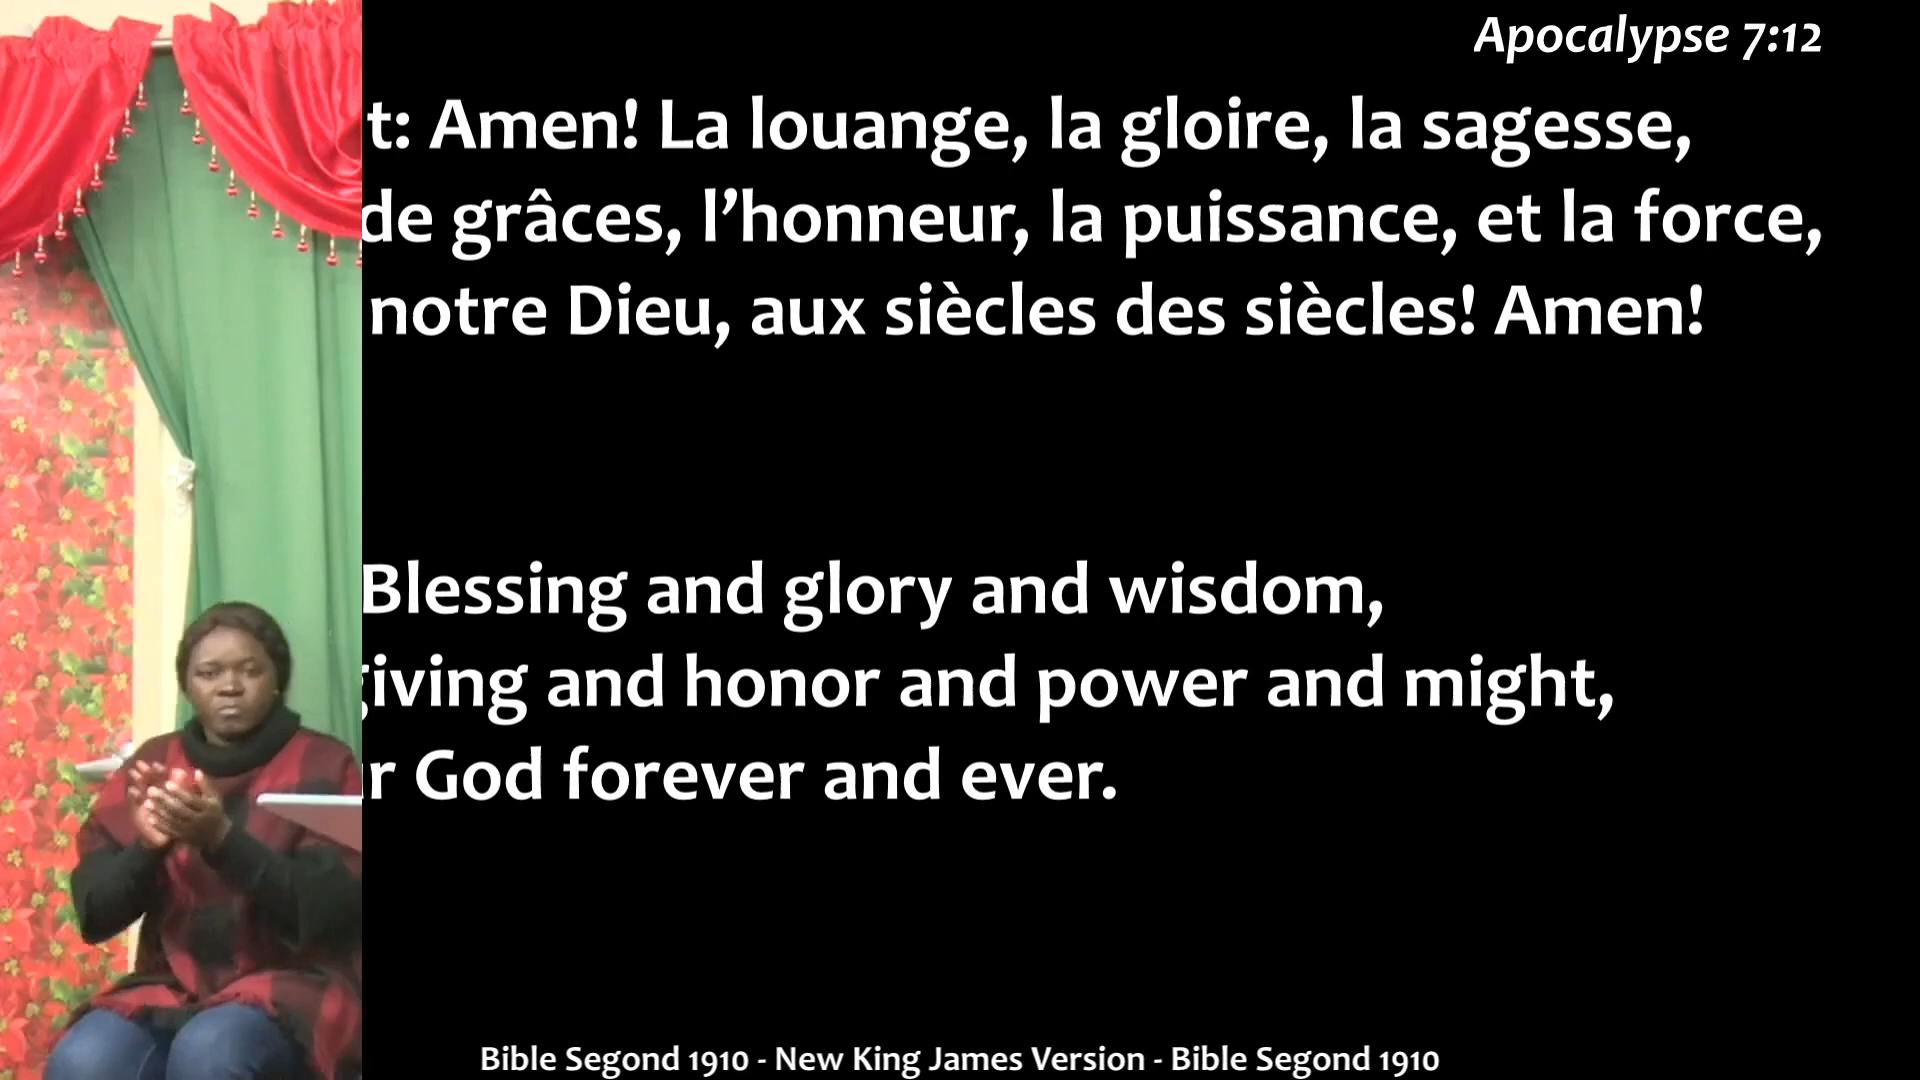 Apocalypse 7:12
t: Amen! La louange, la gloire, la sagesse,
de grâces, l’honneur, la puissance, et la force,
notre Dieu, aux siècles des siècles! Amen!
Blessing and glory and wisdom,
giving and honor and power and might,
r God forever and ever.
Bible Segond 1910 - New King James Version - Bible Segond 1910